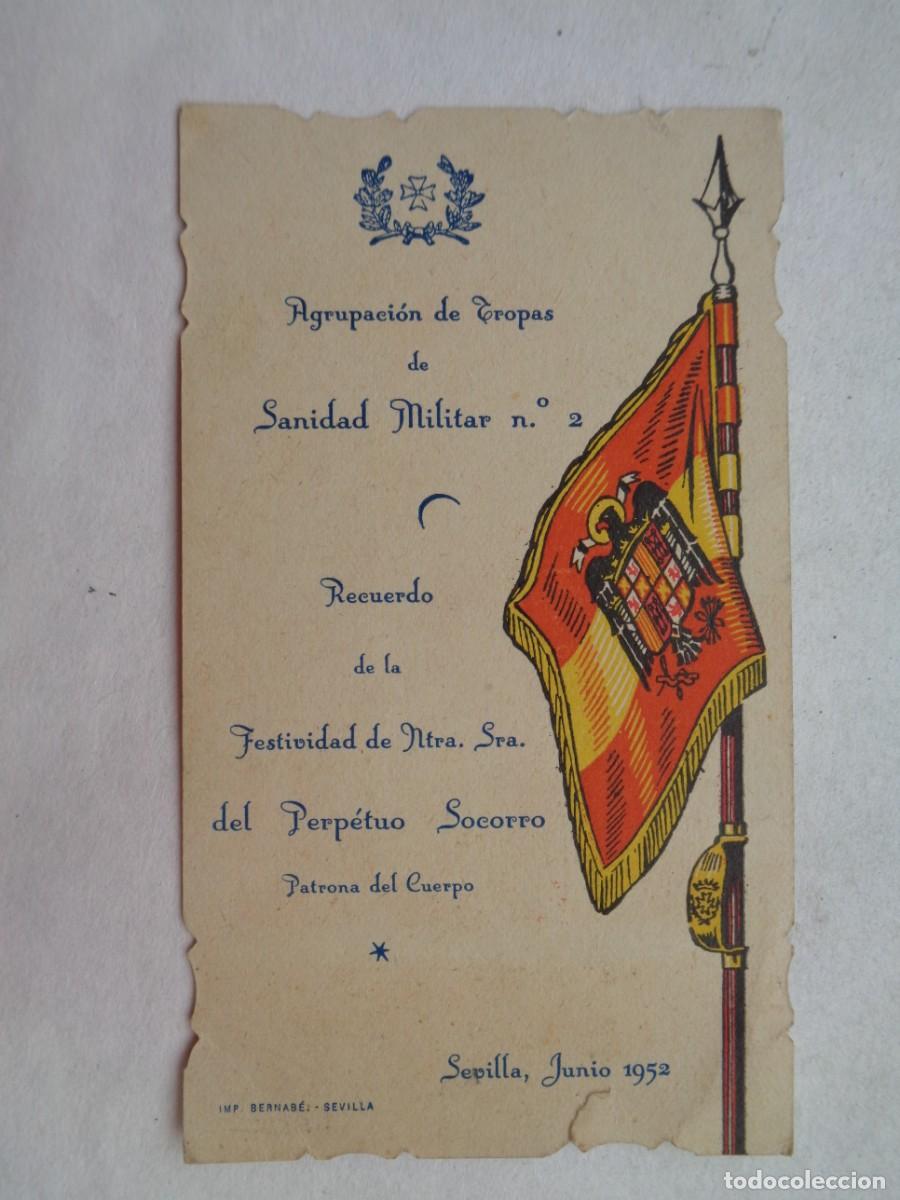 Agrupación de Tropas
de
Sanidad Militar n.º 2
Recuerdo
de la
Festividad de Ntra. Sra.
del Perpétuo Socorro
Patrona del Cuerpo
Sevilla, Junio 1952
IMP. BERNABÉ. - SEVILLA
todocoleccion